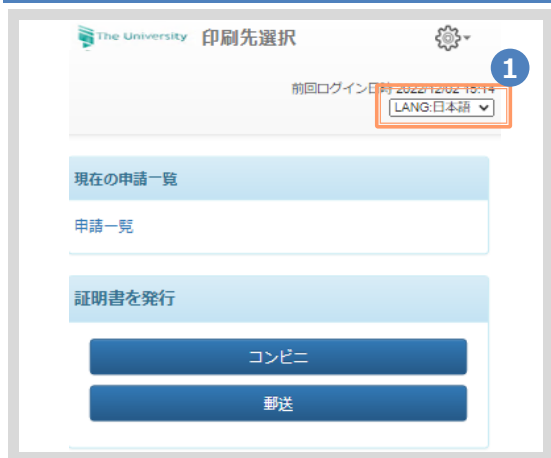 The University 印刷先選択
1
前回ログイン日時 2022/12/02 15:14
LANG:日本語
現在の申請一覧
申請一覧
証明書を発行
コンビニ
郵送